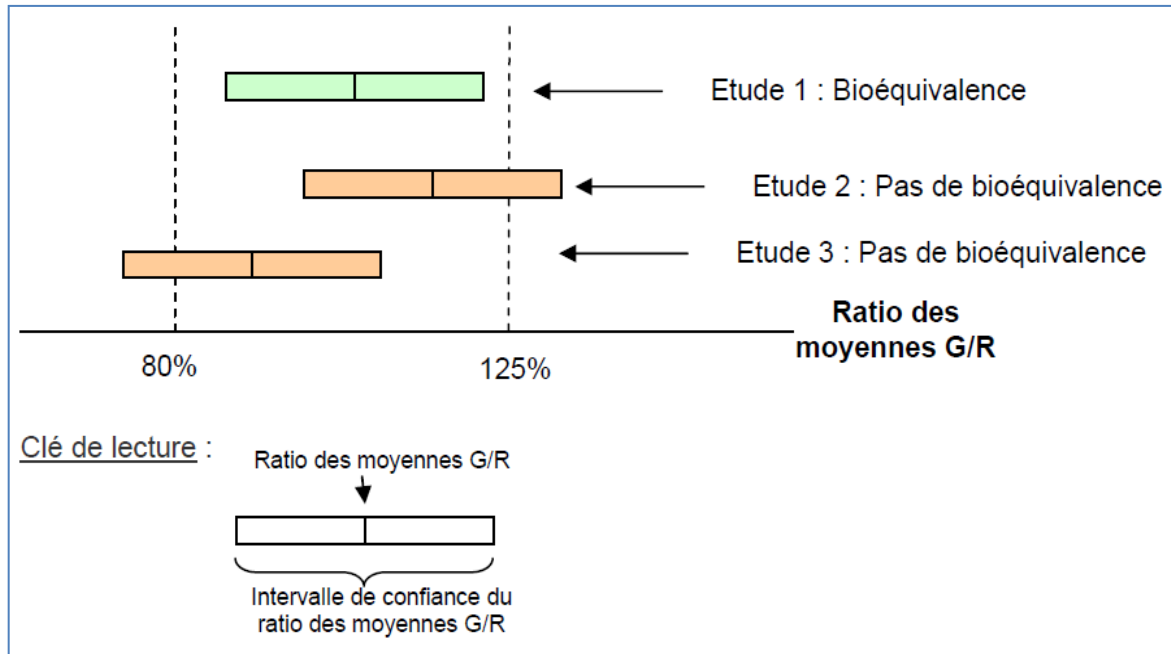 Etude 1 : Bioéquivalence
Etude 2 : Pas de bioéquivalence
Etude 3 : Pas de bioéquivalence
Ratio des
moyennes G/R
80%
125%
Clé de lecture :
Ratio des moyennes G/R
Intervalle de confiance du
ratio des moyennes G/R